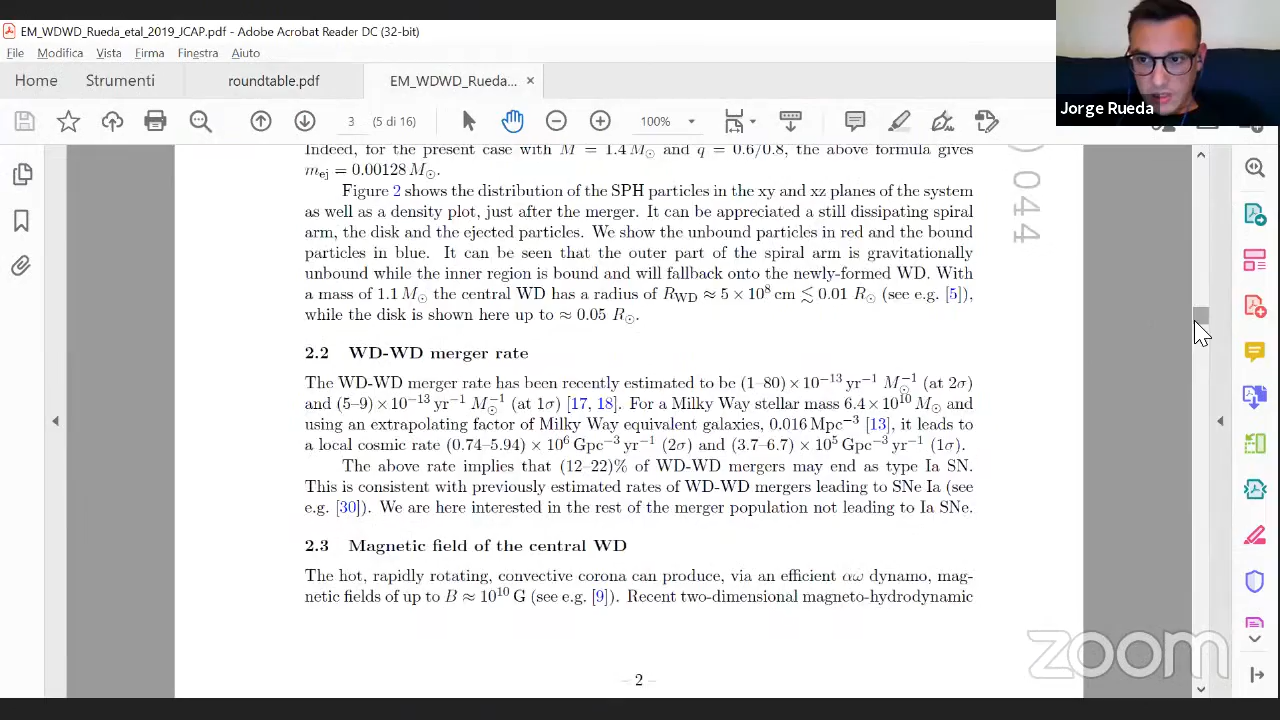 EM_WDWD_Rueda_etal_2019_JCAP.pdf - Adobe Acrobat Reader DC (32-bit)
File Modifica Vista Firma Finestra Aiuto
Home Strumenti roundtable.pdf EM_WDWD_Rueda... ×
3 (5 di 16) 100%
Jorge Rueda
Indeed, for the present case with M = 1.4 M⊙ and q = 0.6/0.8, the above formula gives
m_ej = 0.00128 M⊙.
Figure 2 shows the distribution of the SPH particles in the xy and xz planes of the system
as well as a density plot, just after the merger. It can be appreciated a still dissipating spiral
arm, the disk and the ejected particles. We show the unbound particles in red and the bound
particles in blue. It can be seen that the outer part of the spiral arm is gravitationally
unbound while the inner region is bound and will fallback onto the newly-formed WD. With
a mass of 1.1 M⊙ the central WD has a radius of R_WD ≈ 5 × 10⁸ cm ≲ 0.01 R⊙ (see e.g. [5]),
while the disk is shown here up to ≈ 0.05 R⊙.
2.2 WD-WD merger rate
The WD-WD merger rate has been recently estimated to be (1–80) × 10⁻¹³ yr⁻¹ M⊙⁻¹ (at 2σ)
and (5–9) × 10⁻¹³ yr⁻¹ M⊙⁻¹ (at 1σ) [17, 18]. For a Milky Way stellar mass 6.4 × 10¹⁰ M⊙ and
using an extrapolating factor of Milky Way equivalent galaxies, 0.016 Mpc⁻³ [13], it leads to
a local cosmic rate (0.74–5.94) × 10⁶ Gpc⁻³ yr⁻¹ (2σ) and (3.7–6.7) × 10⁵ Gpc⁻³ yr⁻¹ (1σ).
The above rate implies that (12–22)% of WD-WD mergers may end as type Ia SN.
This is consistent with previously estimated rates of WD-WD mergers leading to SNe Ia (see
e.g. [30]). We are here interested in the rest of the merger population not leading to Ia SNe.
2.3 Magnetic field of the central WD
The hot, rapidly rotating, convective corona can produce, via an efficient αω dynamo, mag-
netic fields of up to B ≈ 10¹⁰ G (see e.g. [9]). Recent two-dimensional magneto-hydrodynamic
– 2 –
)044
zoom